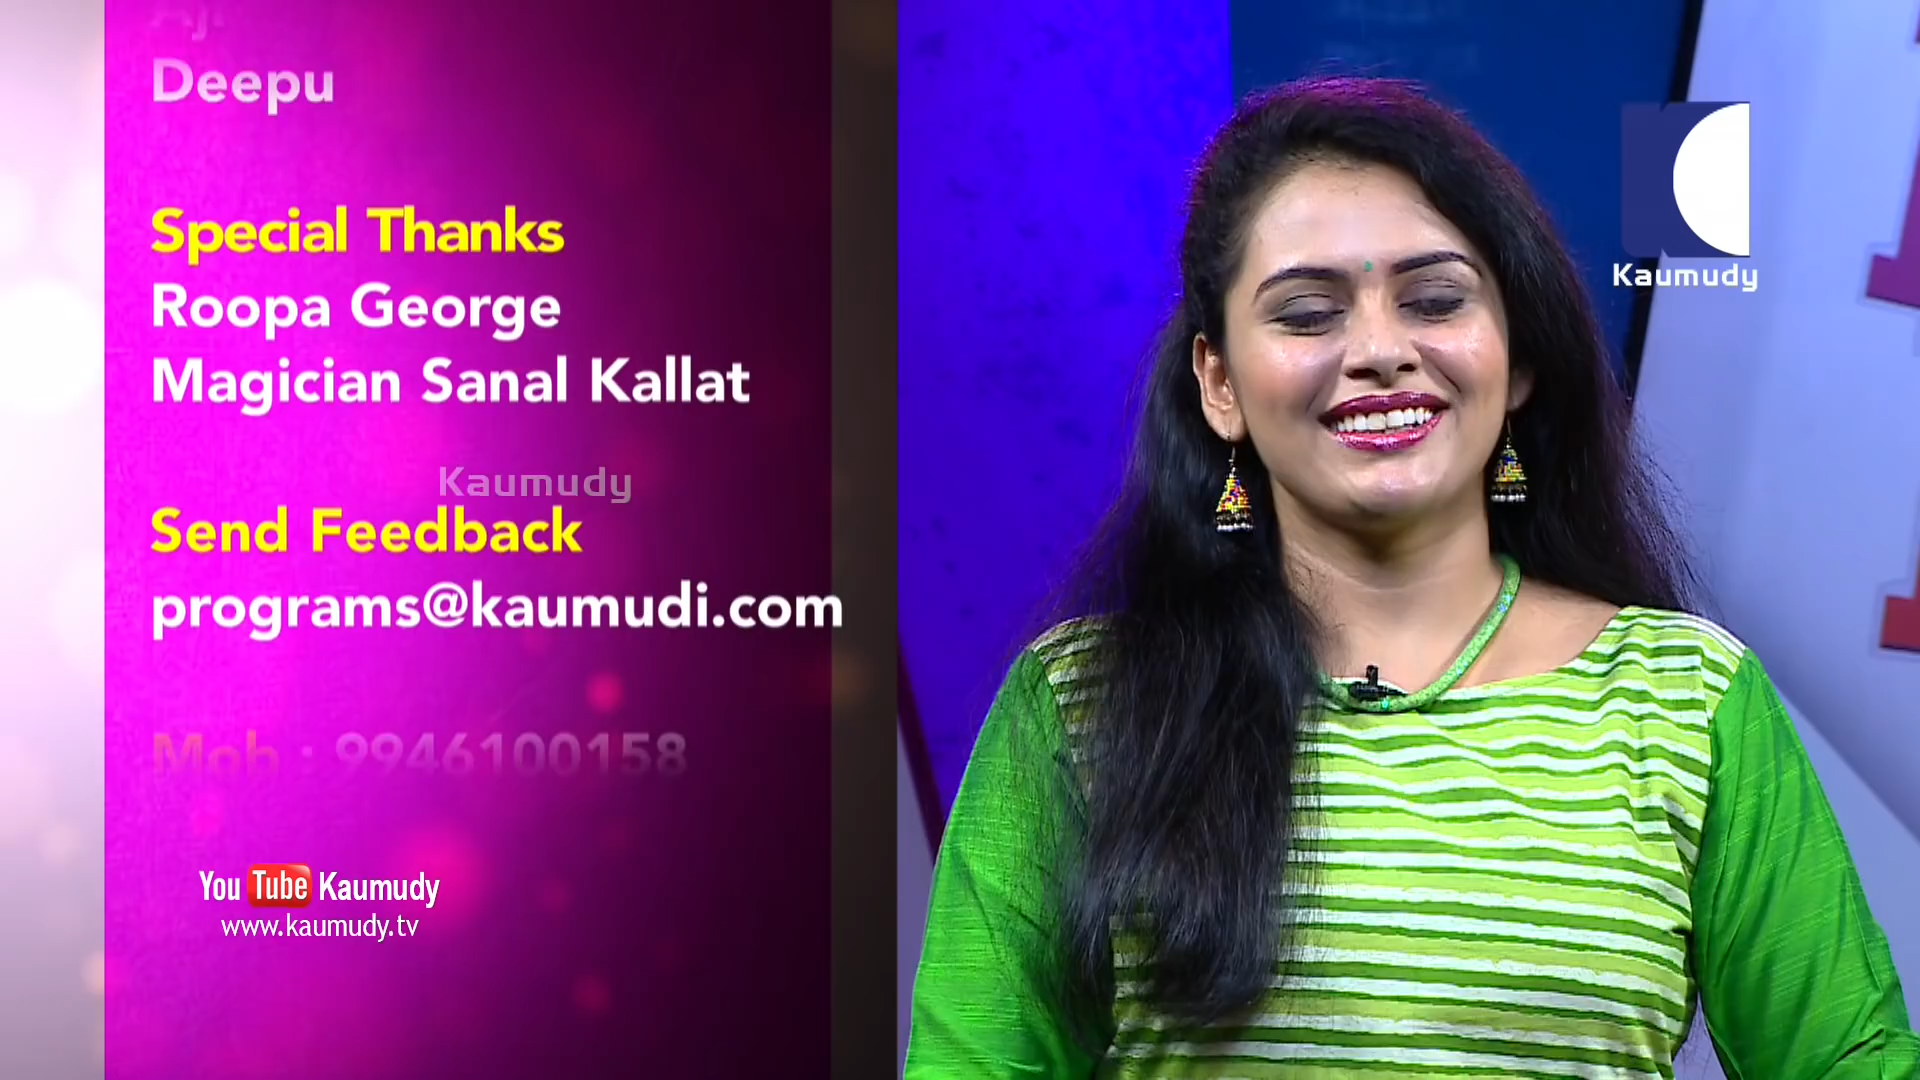 Deepu
Special Thanks
Roopa George
Magician Sanal Kallat
Kaumudy
Send Feedback
programs@kaumudi.com
Mob : 9946100158
You Tube Kaumudy
www.kaumudy.tv
Kaumudy